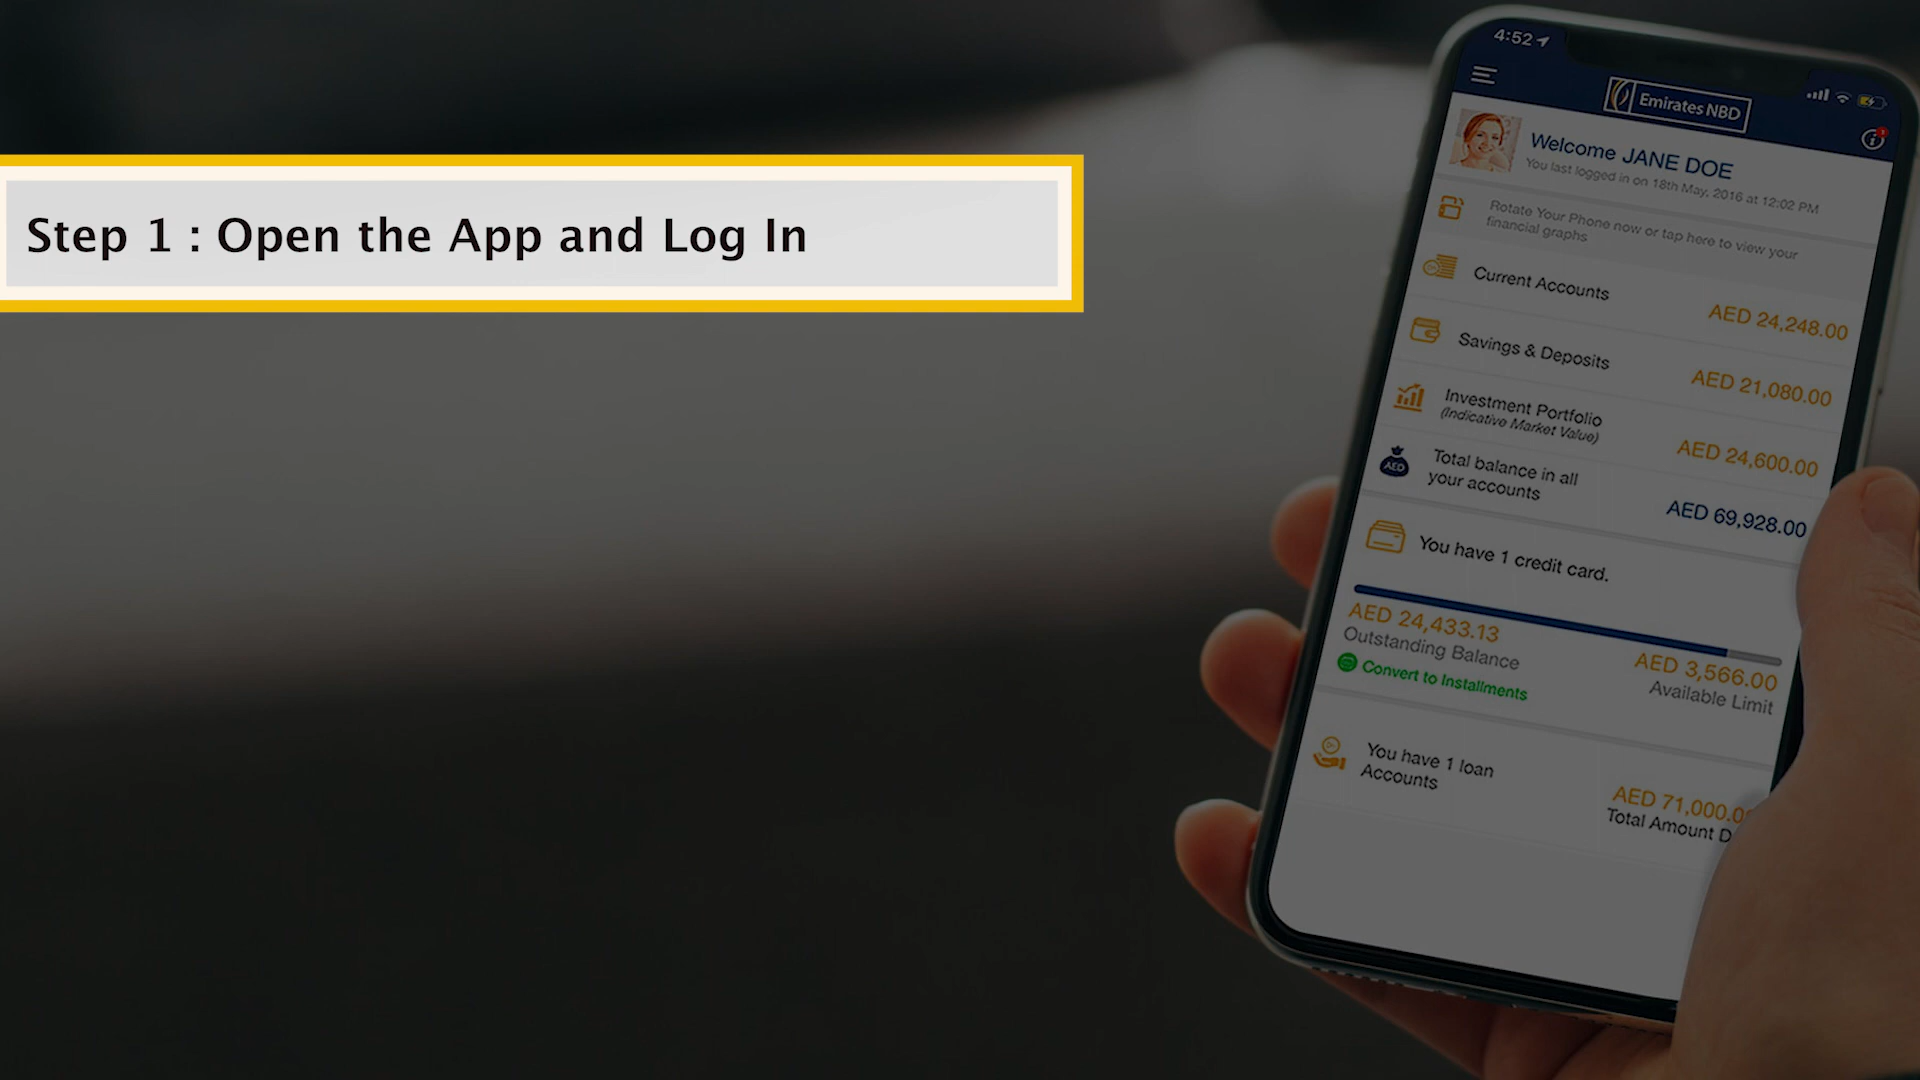 Step 1 : Open the App and Log In
4:52
Emirates NBD
Welcome JANE DOE
You last logged in on 18th May, 2016 at 12:02 PM
Rotate Your Phone now or tap here to view your
financial graphs
Current Accounts
AED 24,248.00
Savings & Deposits
AED 21,080.00
Investment Portfolio
(Indicative Market Value)
AED 24,600.00
AED
Total balance in all
your accounts
AED 69,928.00
You have 1 credit card.
AED 24,433.13
Outstanding Balance
Convert to Installments
AED 3,566.00
Available Limit
You have 1 loan
Accounts
AED 71,000.0
Total Amount D